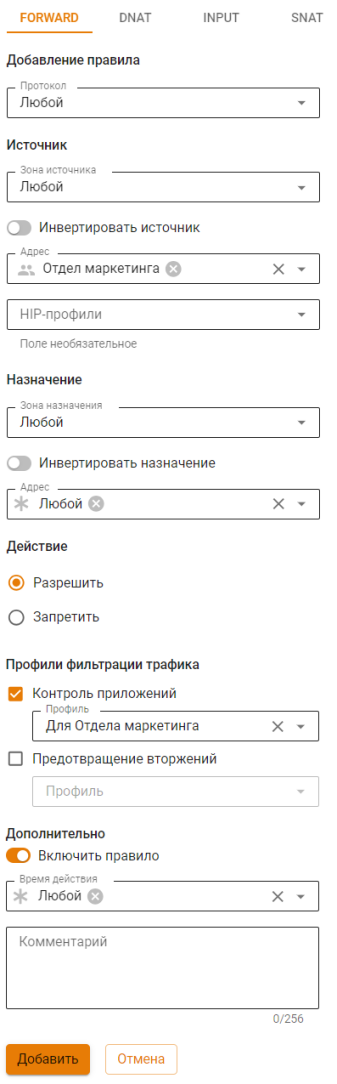 FORWARD DNAT INPUT SNAT
Добавление правила
Протокол
Любой
Источник
Зона источника
Любой
Инвертировать источник
Адрес
Отдел маркетинга
HIP-профили
Поле необязательное
Назначение
Зона назначения
Любой
Инвертировать назначение
Адрес
Любой
Действие
Разрешить
Запретить
Профили фильтрации трафика
Контроль приложений
Профиль
Для Отдела маркетинга
Предотвращение вторжений
Профиль
Дополнительно
Включить правило
Время действия
Любой
Комментарий
0/256
Добавить Отмена